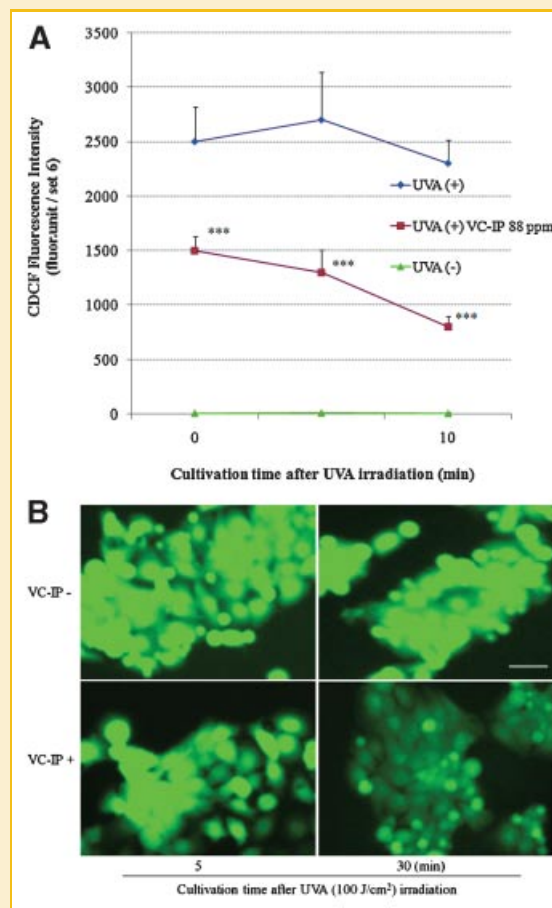 A
3500
3000
2500
2000
1500
1000
500
0
CDCF Fluorescence Intensity
(fluor.unit / set 6)
UVA (+)
UVA (+) VC-IP 88 ppm
UVA (-)
***
***
***
0
10
Cultivation time after UVA irradiation (min)
B
VC-IP -
VC-IP +
5
30 (min)
Cultivation time after UVA (100 J/cm²) irradiation